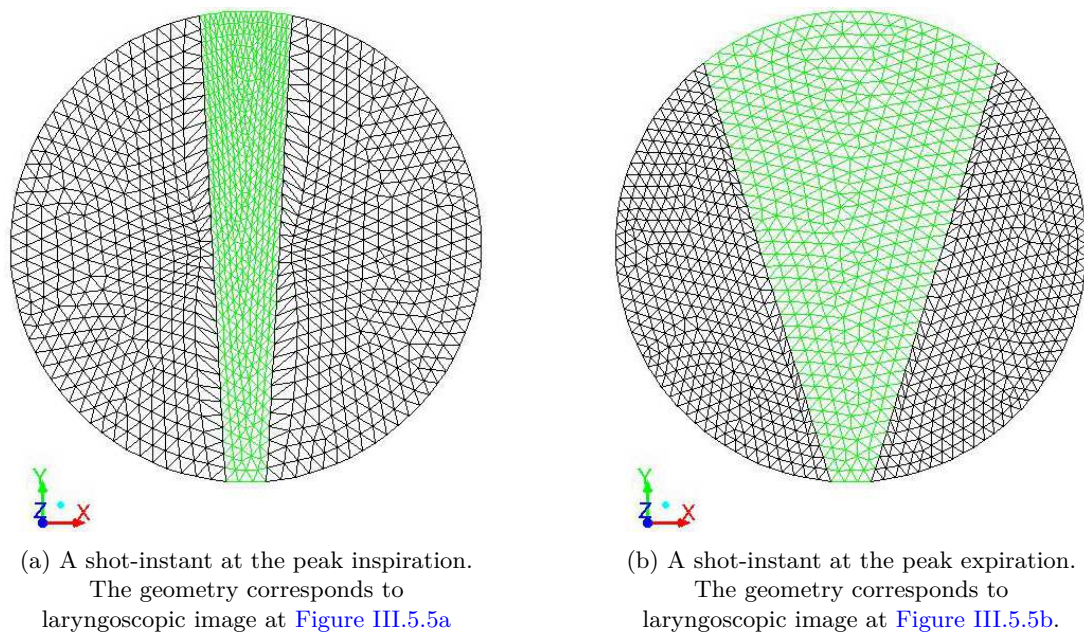 Y
Z
X
(a) A shot-instant at the peak inspiration.
The geometry corresponds to
laryngoscopic image at Figure III.5.5a
Y
Z
X
(b) A shot-instant at the peak expiration.
The geometry corresponds to
laryngoscopic image at Figure III.5.5b.